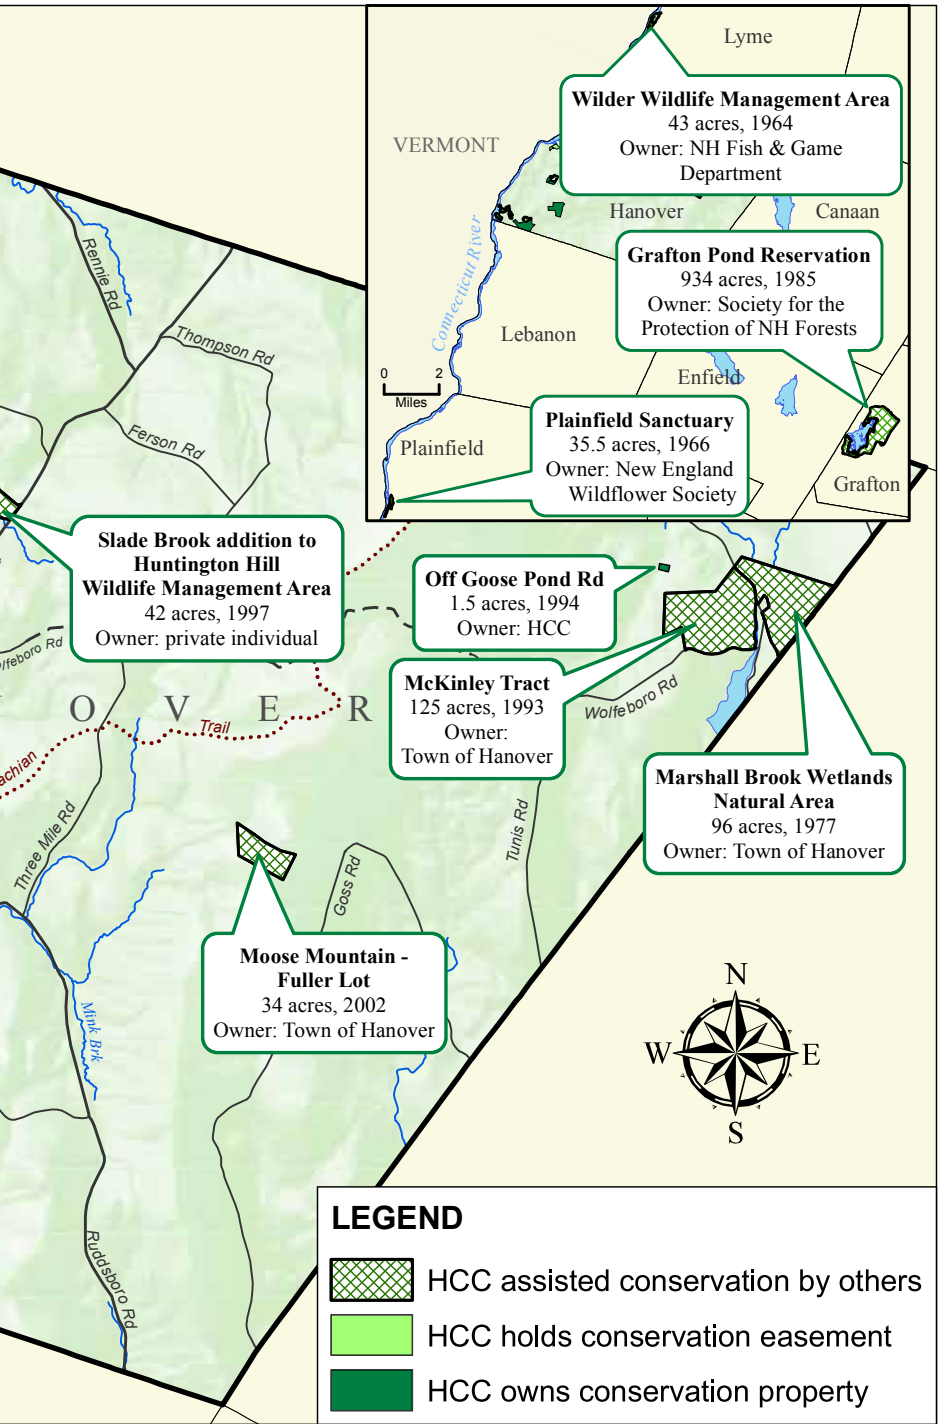 Lyme
Wilder Wildlife Management Area
43 acres, 1964
Owner: NH Fish & Game
Department
VERMONT
Hanover
Canaan
Connecticut River
Grafton Pond Reservation
934 acres, 1985
Owner: Society for the
Protection of NH Forests
Lebanon
Enfield
0 2
Miles
Plainfield Sanctuary
35.5 acres, 1966
Owner: New England
Wildflower Society
Plainfield
Grafton
Rennie Rd
Thompson Rd
Ferson Rd
Slade Brook addition to
Huntington Hill
Wildlife Management Area
42 acres, 1997
Owner: private individual
Off Goose Pond Rd
1.5 acres, 1994
Owner: HCC
lfeboro Rd
McKinley Tract
125 acres, 1993
Owner:
Town of Hanover
Wolfeboro Rd
O V E R
Trail
achian
Marshall Brook Wetlands
Natural Area
96 acres, 1977
Owner: Town of Hanover
Three Mile Rd
Goss Rd
Tunis Rd
Moose Mountain -
Fuller Lot
34 acres, 2002
Owner: Town of Hanover
Mink Brk
N
W E
S
Ruddsboro Rd
LEGEND
HCC assisted conservation by others
HCC holds conservation easement
HCC owns conservation property